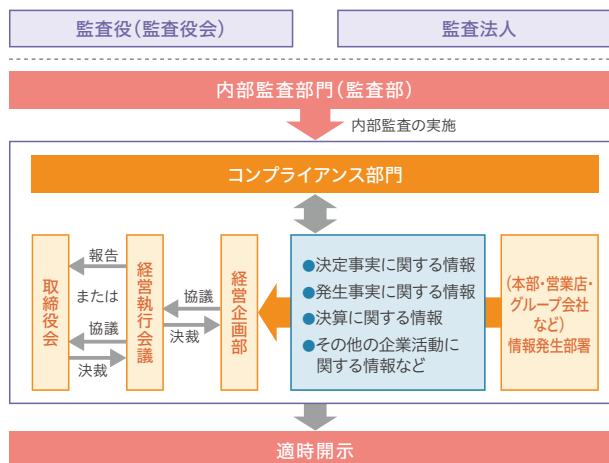 監査役(監査役会)
監査法人
内部監査部門(監査部)
内部監査の実施
コンプライアンス部門
取締役会
報告
または
協議
決裁
経営執行会議
協議
決裁
経営企画部
●決定事実に関する情報
●発生事実に関する情報
●決算に関する情報
●その他の企業活動に
関する情報など
(本部・営業店・
グループ会社
など)
情報発生部署
適時開示